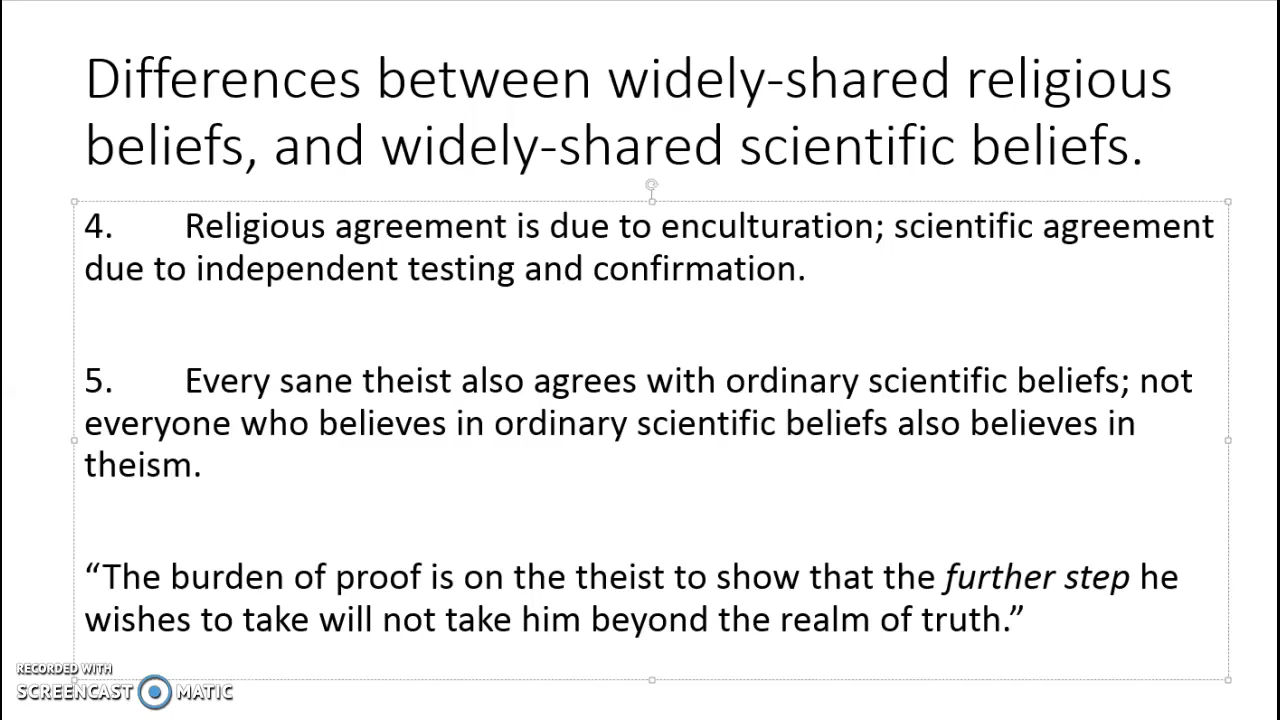 Differences between widely-shared religious
beliefs, and widely-shared scientific beliefs.
4. Religious agreement is due to enculturation; scientific agreement
due to independent testing and confirmation.
5. Every sane theist also agrees with ordinary scientific beliefs; not
everyone who believes in ordinary scientific beliefs also believes in
theism.
“The burden of proof is on the theist to show that the further step he
wishes to take will not take him beyond the realm of truth.”
RECORDED WITH
SCREENCAST MATIC